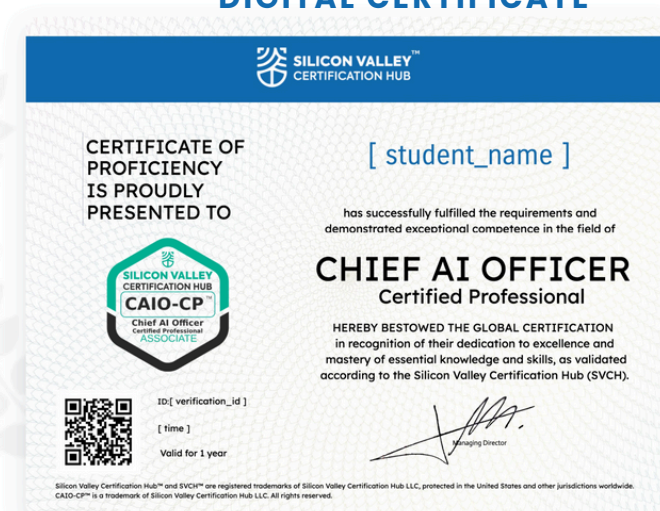 DIGITAL CERTIFICATE
SILICON VALLEY™
CERTIFICATION HUB
CERTIFICATE OF
PROFICIENCY
IS PROUDLY
PRESENTED TO
[ student_name ]
has successfully fulfilled the requirements and
demonstrated exceptional competence in the field of
SILICON VALLEY
CERTIFICATION HUB
CAIO-CP™
Chief AI Officer
Certified Professional
ASSOCIATE
CHIEF AI OFFICER
Certified Professional
HEREBY BESTOWED THE GLOBAL CERTIFICATION
in recognition of their dedication to excellence and
mastery of essential knowledge and skills, as validated
according to the Silicon Valley Certification Hub (SVCH).
ID:[ verification_id ]
[ time ]
Valid for 1 year
Managing Director
Silicon Valley Certification Hub™ and SVCH™ are registered trademarks of Silicon Valley Certification Hub LLC, protected in the United States and other jurisdictions worldwide.
CAIO-CP™ is a trademark of Silicon Valley Certification Hub LLC. All rights reserved.